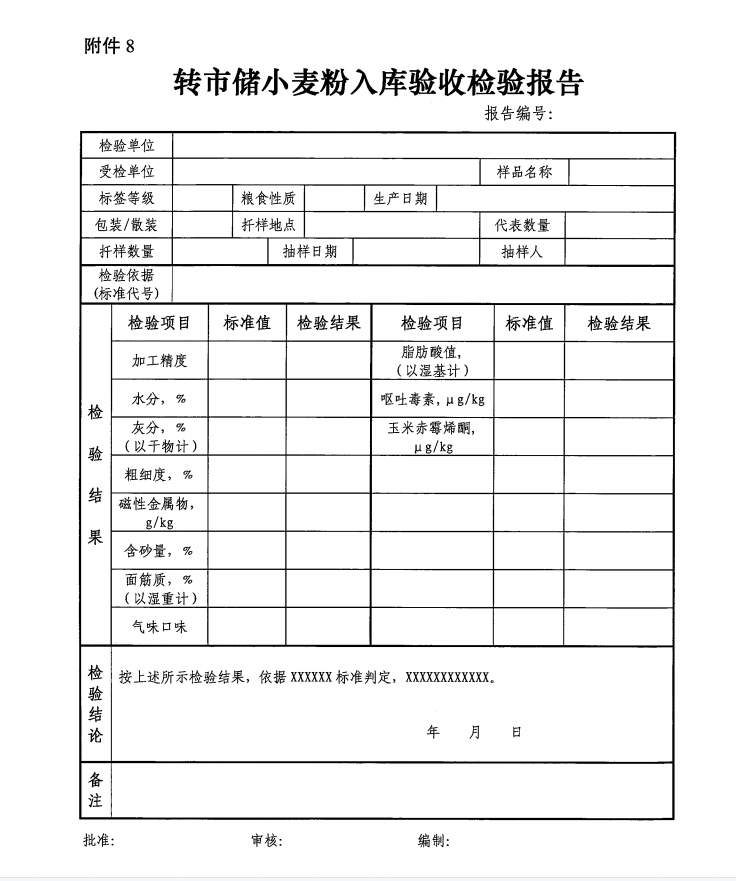 附件 8
转市储小麦粉入库验收检验报告
报告编号:
检验单位
受检单位 样品名称
标签等级 粮食性质 生产日期
包装/散装 扦样地点 代表数量
扦样数量 抽样日期 抽样人
检验依据
(标准代号)
检验项目 标准值 检验结果 检验项目 标准值 检验结果
检验结果
加工精度
脂肪酸值,
(以湿基计)
水分, % 呕吐毒素, μg/kg
灰分, %
(以干物计)
玉米赤霉烯酮,
μg/kg
粗细度, %
磁性金属物,
g/kg
含砂量, %
面筋质, %
(以湿重计)
气味口味
检验结论
按上述所示检验结果, 依据 XXXXXX 标准判定, XXXXXXXXXXXX。
年 月 日
备注
批准: 审核: 编制: